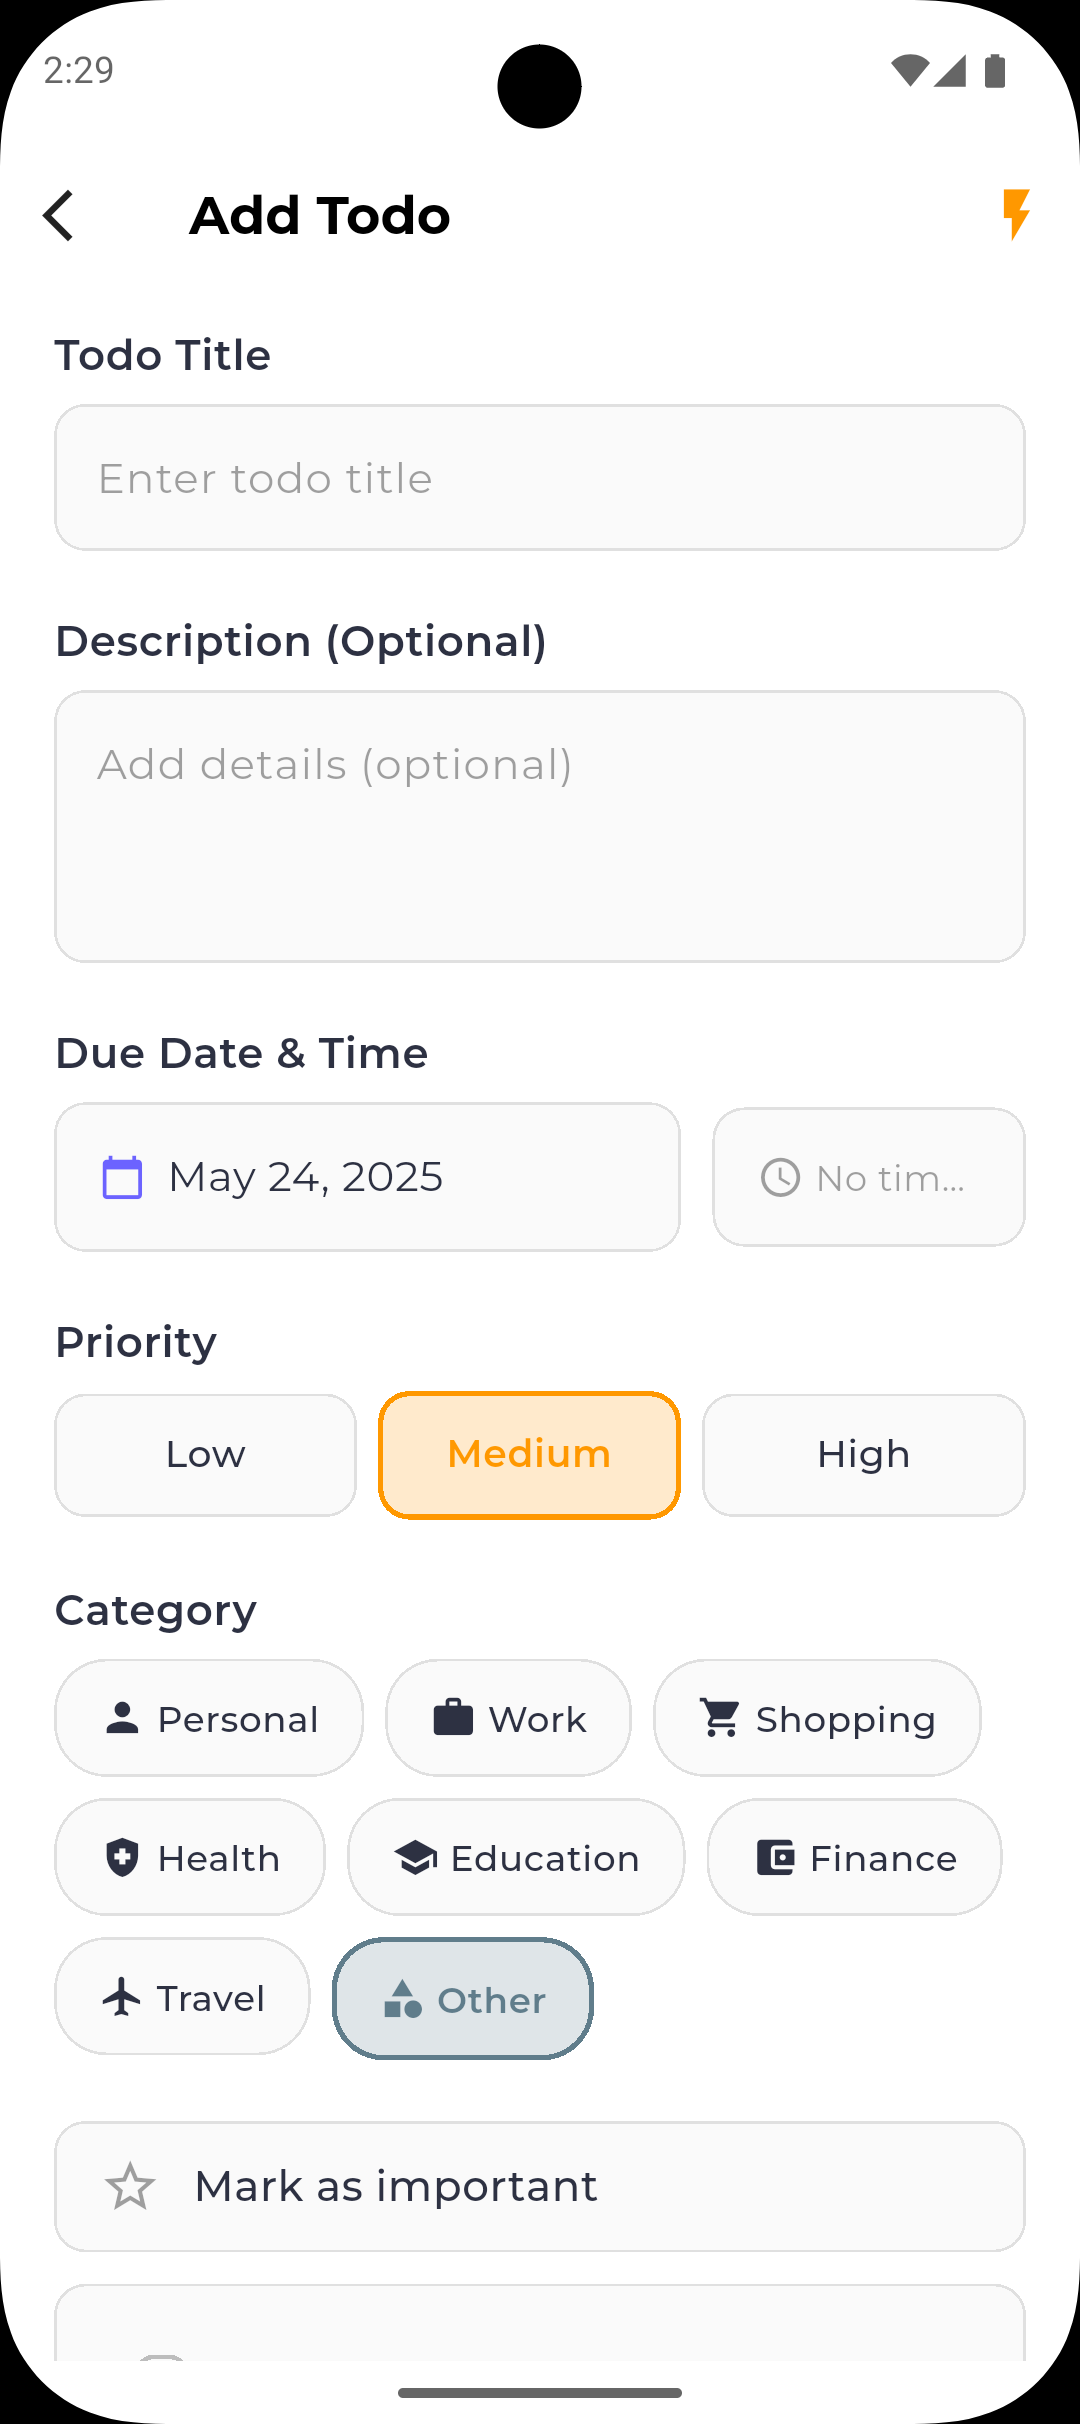 2:29
Add Todo
Todo Title
Enter todo title
Description (Optional)
Add details (optional)
Due Date & Time
May 24, 2025
No tim...
Priority
Low Medium High
Category
Personal Work Shopping
Health Education Finance
Travel Other
Mark as important